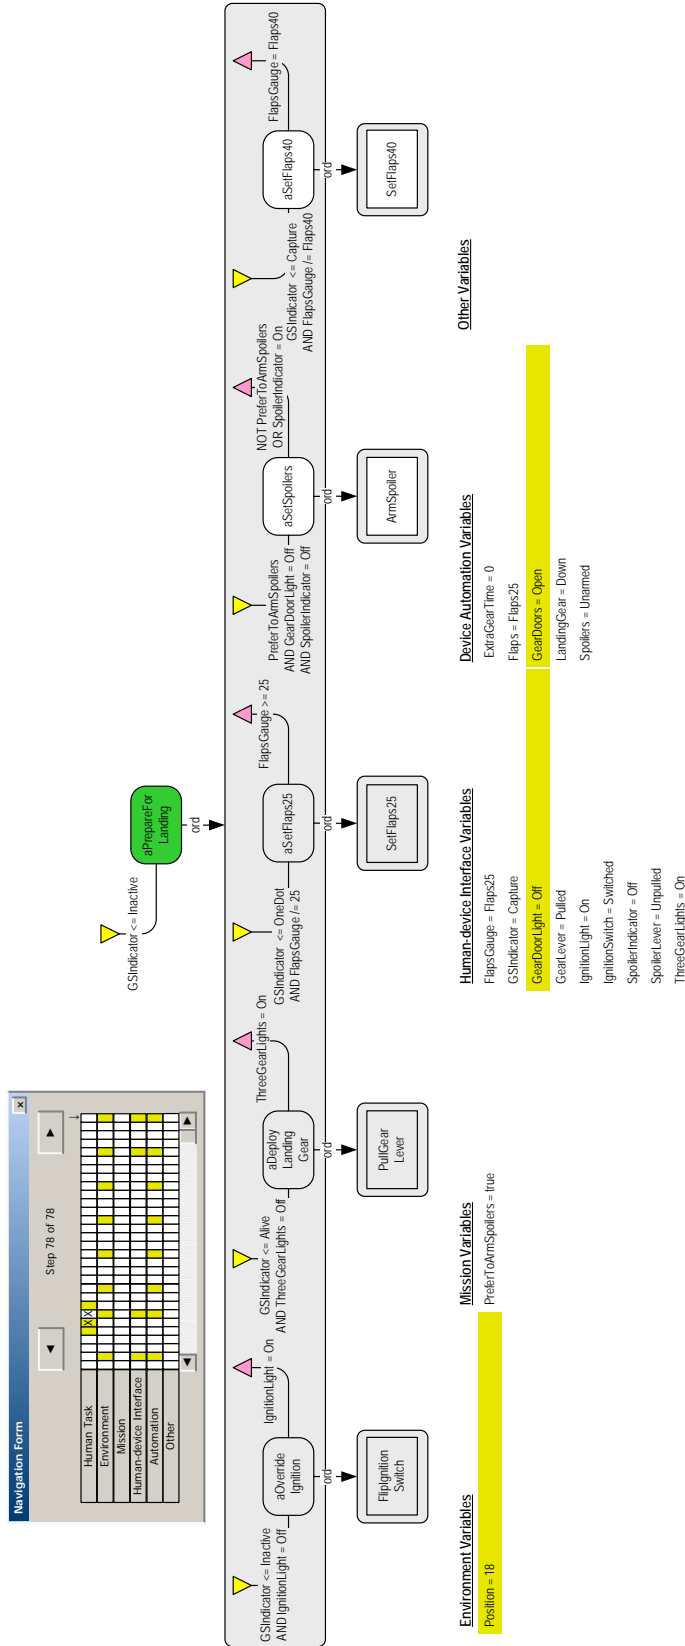 Navigation Form
x
Step 78 of 78
Human Task
X
X
Environment
Mission
Human-device Interface
Automation
Other
GSIndicator <= Inactive
aPrepareFor
Landing
ord
GSIndicator <= Inactive
AND IgnitionLight = Off
aOverride
Ignition
IgnitionLight = On
ord
FlipIgnition
Switch
GSIndicator <= Alive
AND ThreeGearLights = Off
aDeploy
Landing
Gear
ThreeGearLights = On
ord
PullGear
Lever
GSIndicator <= OneDot
AND FlapsGauge /= 25
aSetFlaps25
FlapsGauge >= 25
ord
SetFlaps25
PreferToArmSpoilers
AND GearDoorLight = Off
AND SpoilerIndicator = Off
aSetSpoilers
NOT PreferToArmSpoilers
OR SpoilerIndicator = On
ord
ArmSpoiler
GSIndicator <= Capture
AND FlapsGauge /= Flaps40
aSetFlaps40
FlapsGauge = Flaps40
ord
SetFlaps40
Environment Variables
Position = 18
Mission Variables
PreferToArmSpoilers = true
Human-device Interface Variables
FlapsGauge = Flaps25
GSIndicator = Capture
GearDoorLight = Off
GearLever = Pulled
IgnitionLight = On
IgnitionSwitch = Switched
SpoilerIndicator = Off
SpoilerLever = Unpulled
ThreeGearLights = On
Device Automation Variables
ExtraGearTime = 0
Flaps = Flaps25
GearDoors = Open
LandingGear = Down
Spoilers = Unarmed
Other Variables